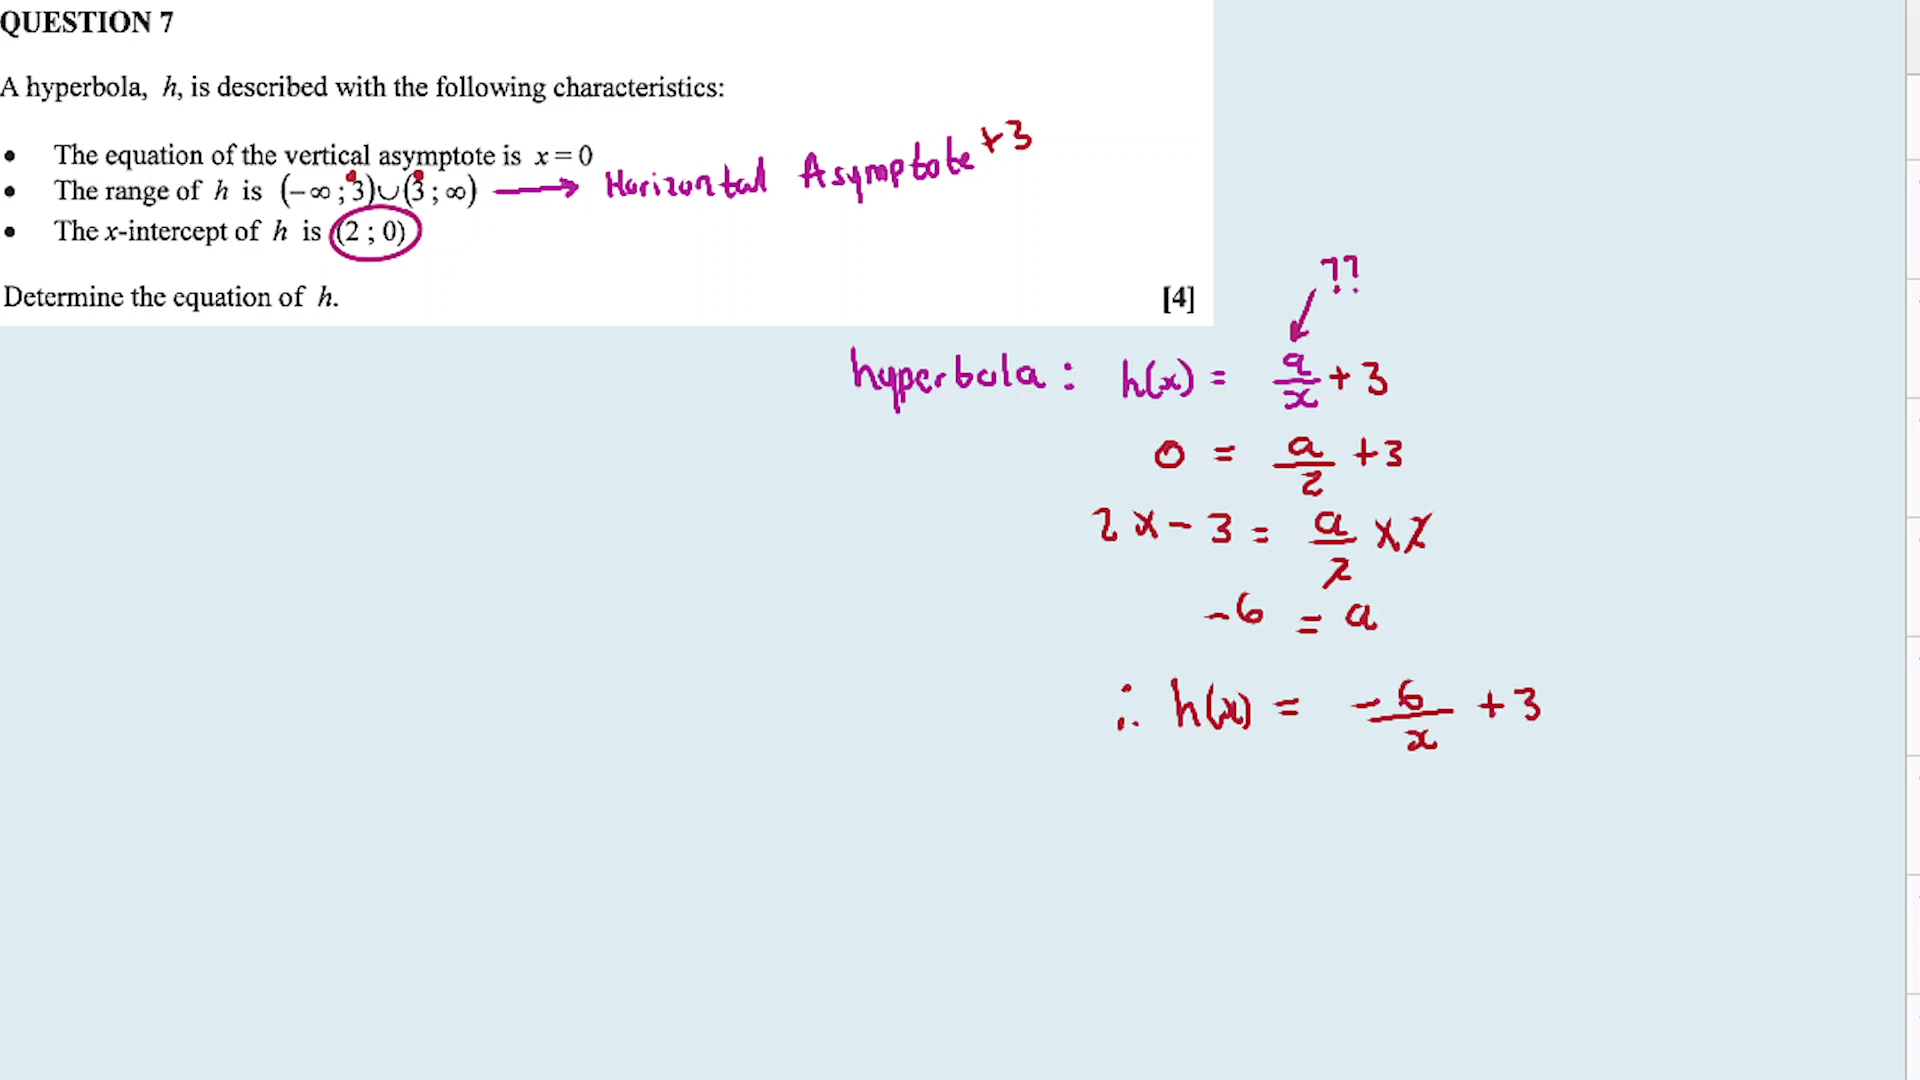 QUESTION 7
A hyperbola, h, is described with the following characteristics:
• The equation of the vertical asymptote is x = 0
• The range of h is (−∞ ; 3)∪(3 ; ∞) → Horizontal Asymptote +3
• The x-intercept of h is (2 ; 0)
Determine the equation of h. [4]
??
hyperbola : h(x) = a/x + 3
0 = a/2 + 3
2 x - 3 = a/2 x 2
-6 = a
∴ h(x) = -6/x + 3